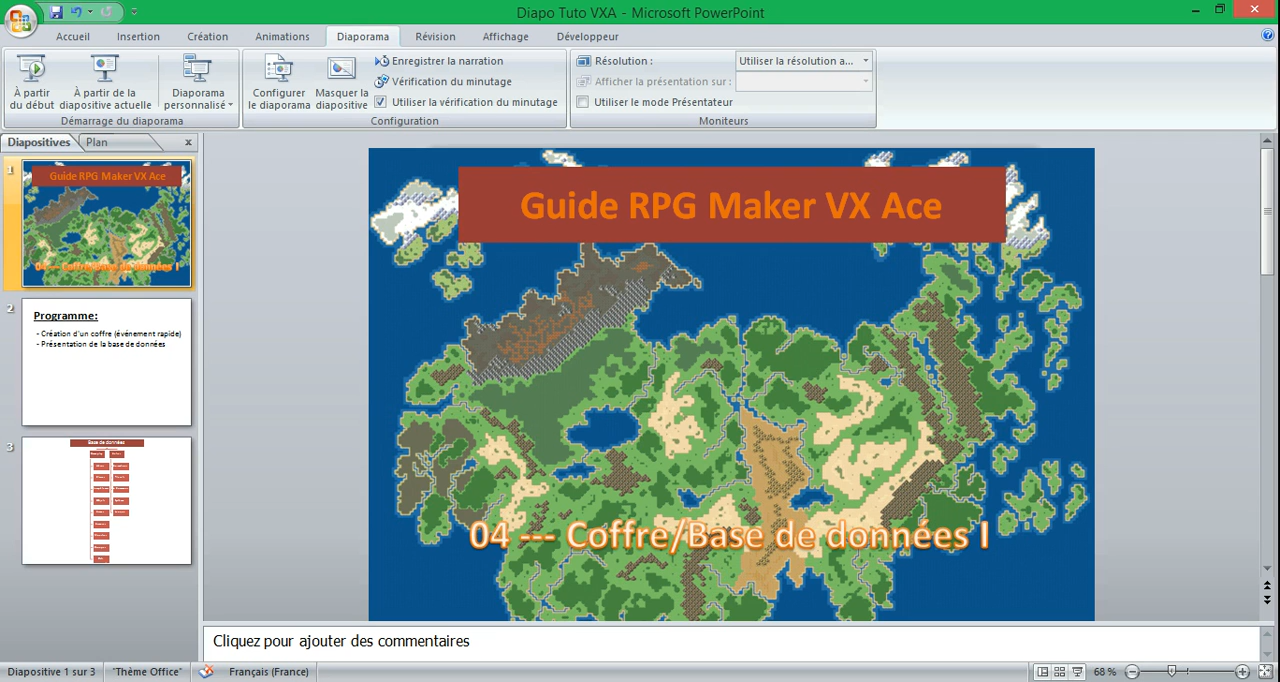 Diapo Tuto VXA - Microsoft PowerPoint
Accueil Insertion Création Animations Diaporama Révision Affichage Développeur
À partir du début
À partir de la diapositive actuelle
Diaporama personnalisé
Démarrage du diaporama
Configurer le diaporama
Masquer la diapositive
Enregistrer la narration
Vérification du minutage
Utiliser la vérification du minutage
Configuration
Résolution : Utiliser la résolution a...
Afficher la présentation sur :
Utiliser le mode Présentateur
Moniteurs
Diapositives Plan x
1
Guide RPG Maker VX Ace
04 --- Coffre/Base de données I
2
Programme:
- Création d'un coffre (événement rapide)
- Présentation de la base de données
3
Base de données
Guide RPG Maker VX Ace
04 --- Coffre/Base de données I
Cliquez pour ajouter des commentaires
Diapositive 1 sur 3 "Thème Office" Français (France) 68 %